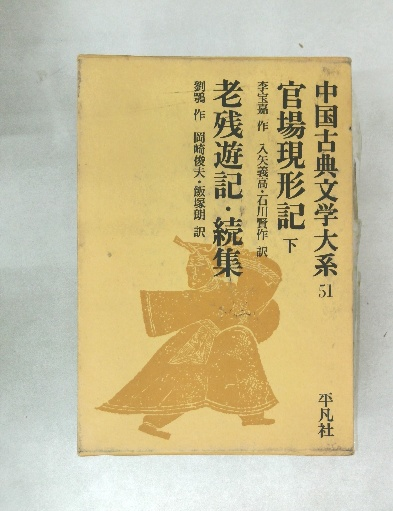 中国古典文学大系 51
官場現形記 下
李宝嘉 作 入矢義高・石川賢作 訳
老残遊記・続集
劉鶚 作 岡崎俊夫・飯塚朗 訳
平凡社